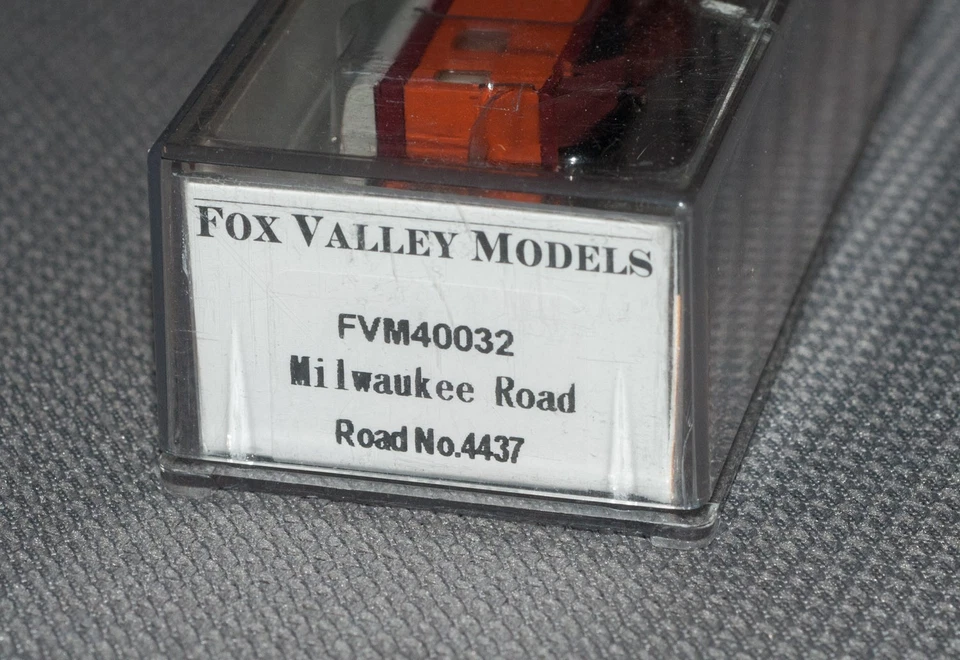 FOX VALLEY MODELS
FVM40032
Milwaukee Road
Road No.4437